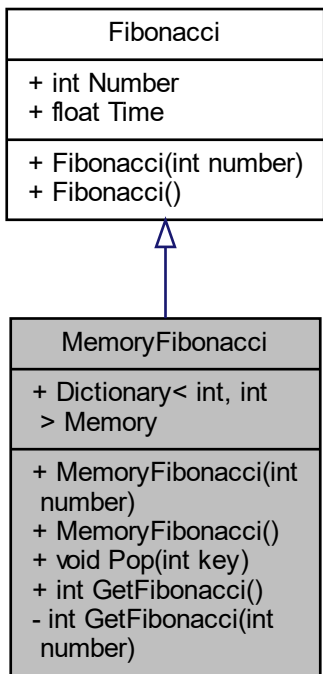 Fibonacci
+ int Number
+ float Time
+ Fibonacci(int number)
+ Fibonacci()
MemoryFibonacci
+ Dictionary< int, int
> Memory
+ MemoryFibonacci(int
number)
+ MemoryFibonacci()
+ void Pop(int key)
+ int GetFibonacci()
- int GetFibonacci(int
number)